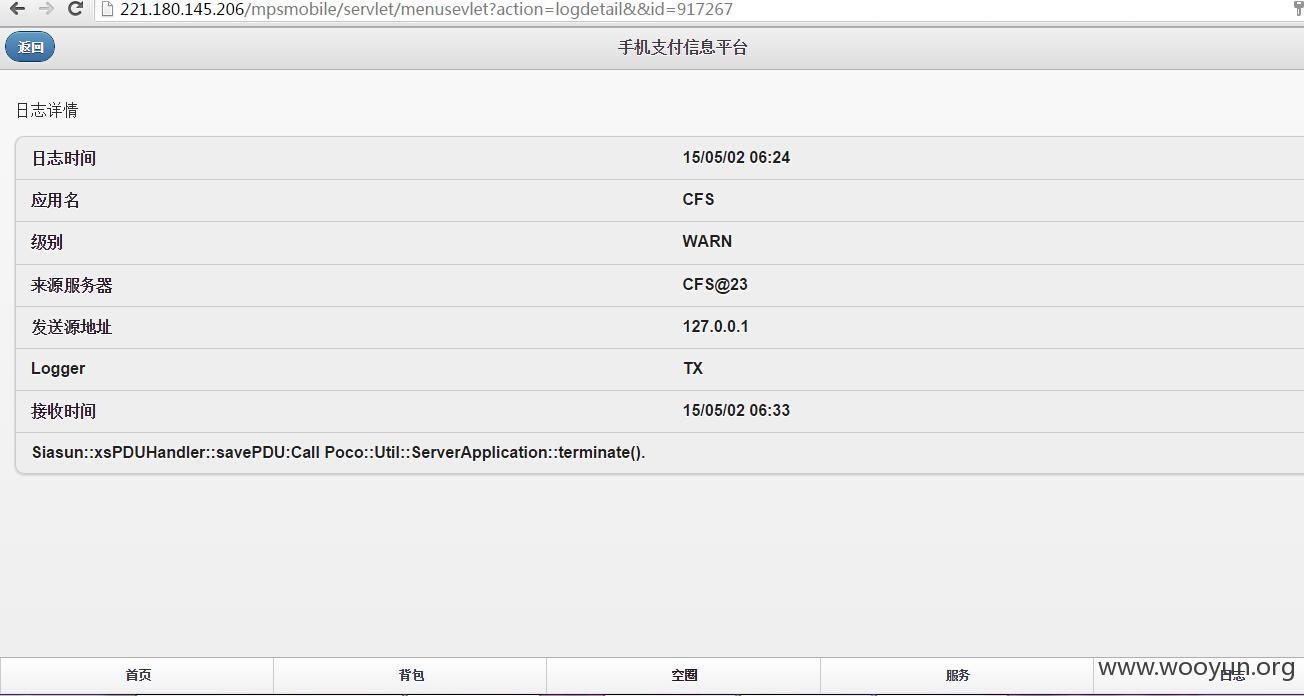 221.180.145.206/mpsmobile/servlet/menusevlet?action=logdetail&&id=917267
返回 手机支付信息平台
日志详情
日志时间 15/05/02 06:24
应用名 CFS
级别 WARN
来源服务器 CFS@23
发送源地址 127.0.0.1
Logger TX
接收时间 15/05/02 06:33
Siasun::xsPDUHandler::savePDU:Call Poco::Util::ServerApplication::terminate().
首页 背包 空圈 服务 日志
www.wooyun.org